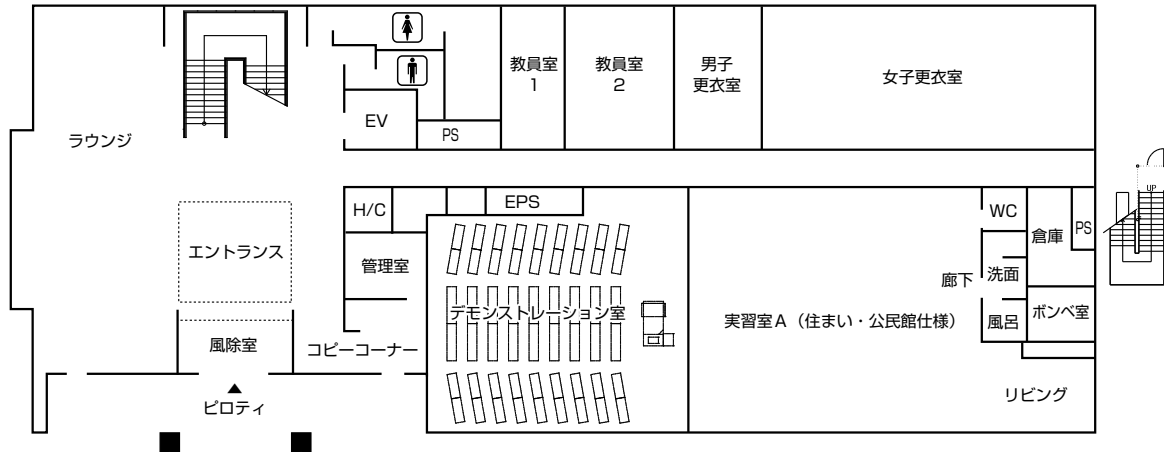 教員室
1
教員室
2
男子
更衣室
女子更衣室
EV
PS
ラウンジ
UP
H/C
EPS
WC
倉庫
PS
エントランス
管理室
廊下
洗面
デモンストレーション室
実習室A（住まい・公民館仕様）
風呂
ボンベ室
風除室
コピーコーナー
リビング
ピロティ